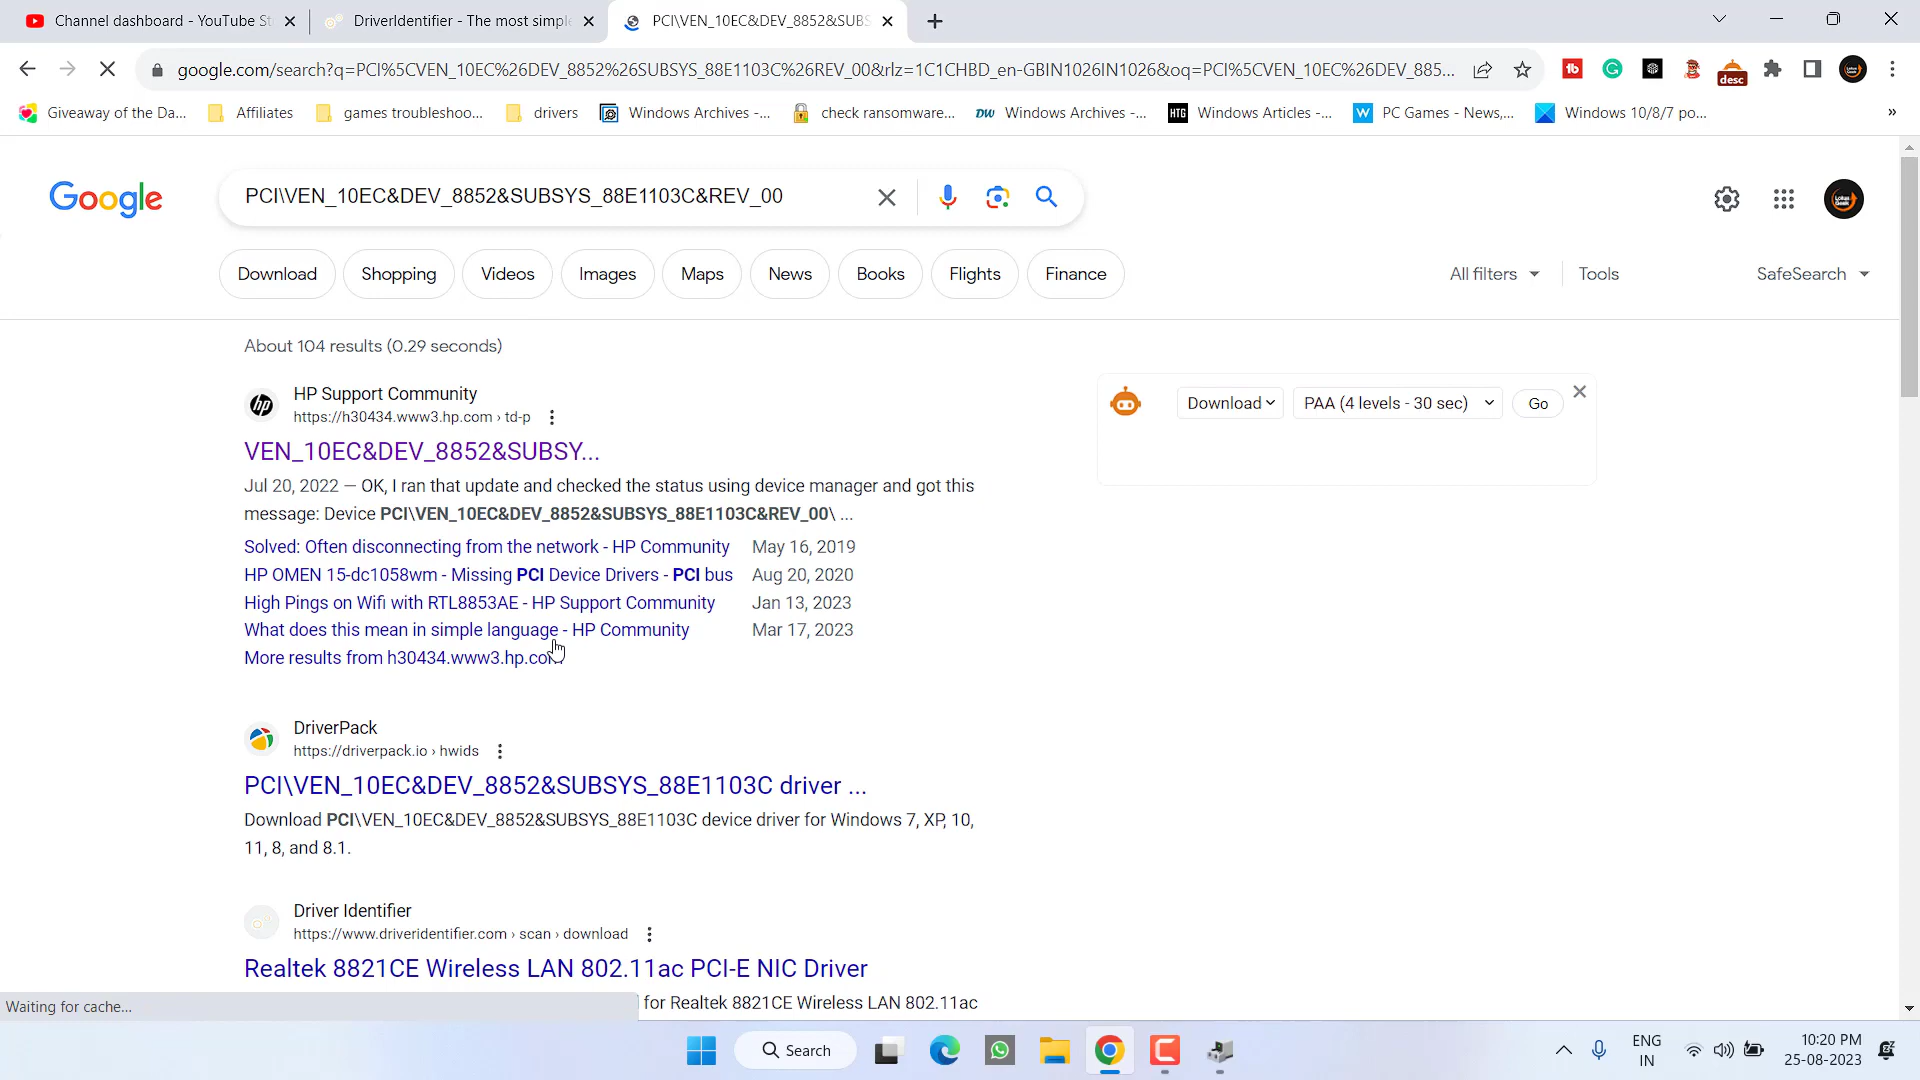 Channel dashboard - YouTube St
DriverIdentifier - The most simple
PCI\VEN_10EC&DEV_8852&SUBS
google.com/search?q=PCI%5CVEN_10EC%26DEV_8852%26SUBSYS_88E1103C%26REV_00&rlz=1C1CHBD_en-GBIN1026IN1026&oq=PCI%5CVEN_10EC%26DEV_885...
desc
Giveaway of the Da...
Affiliates
games troubleshoo...
drivers
Windows Archives -...
check ransomware...
DW Windows Archives -...
HTG Windows Articles -...
W PC Games - News,...
Windows 10/8/7 po...
»
Google
PCI\VEN_10EC&DEV_8852&SUBSYS_88E1103C&REV_00
Download
Shopping
Videos
Images
Maps
News
Books
Flights
Finance
All filters
Tools
SafeSearch
About 104 results (0.29 seconds)
HP Support Community
https://h30434.www3.hp.com › td-p
VEN_10EC&DEV_8852&SUBSY...
Jul 20, 2022 — OK, I ran that update and checked the status using device manager and got this
message: Device PCI\VEN_10EC&DEV_8852&SUBSYS_88E1103C&REV_00\ ...
Solved: Often disconnecting from the network - HP Community May 16, 2019
HP OMEN 15-dc1058wm - Missing PCI Device Drivers - PCI bus Aug 20, 2020
High Pings on Wifi with RTL8853AE - HP Support Community Jan 13, 2023
What does this mean in simple language - HP Community Mar 17, 2023
More results from h30434.www3.hp.com
Download
PAA (4 levels - 30 sec)
Go
DriverPack
https://driverpack.io › hwids
PCI\VEN_10EC&DEV_8852&SUBSYS_88E1103C driver ...
Download PCI\VEN_10EC&DEV_8852&SUBSYS_88E1103C device driver for Windows 7, XP, 10,
11, 8, and 8.1.
Driver Identifier
https://www.driveridentifier.com › scan › download
Realtek 8821CE Wireless LAN 802.11ac PCI-E NIC Driver
for Realtek 8821CE Wireless LAN 802.11ac
Waiting for cache...
Search
ENG
IN
10:20 PM
25-08-2023